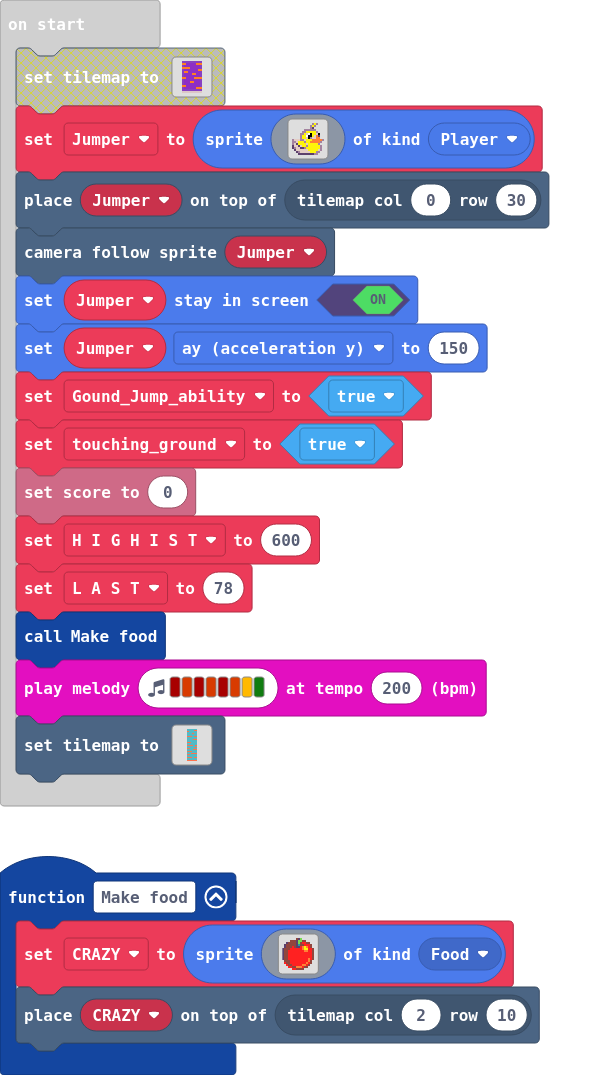 on start
set tilemap to
set Jumper to sprite of kind Player
place Jumper on top of tilemap col 0 row 30
camera follow sprite Jumper
set Jumper stay in screen ON
set Jumper ay (acceleration y) to 150
set Gound_Jump_ability to true
set touching_ground to true
set score to 0
set H I G H I S T to 600
set L A S T to 78
call Make food
play melody at tempo 200 (bpm)
set tilemap to
function Make food
set CRAZY to sprite of kind Food
place CRAZY on top of tilemap col 2 row 10